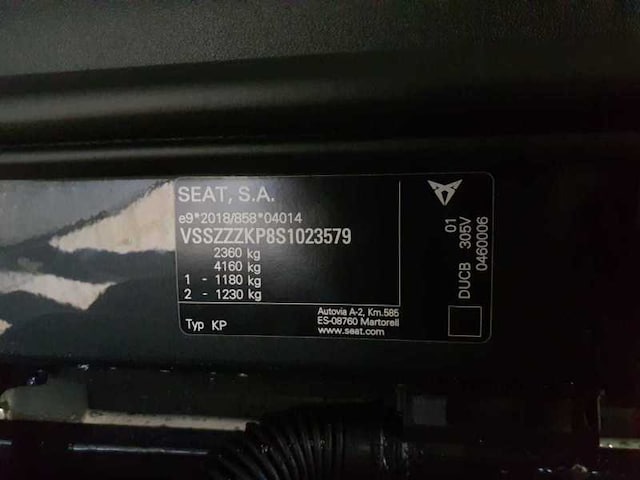 SEAT, S.A.
e9*2018/858*04014
VSSZZZKP8S1023579
2360 kg
4160 kg
1 - 1180 kg
2 - 1230 kg
Typ KP
Autovia A-2, Km.585
ES-08760 Martorell
www.seat.com
01
DUCB 305V
0460006